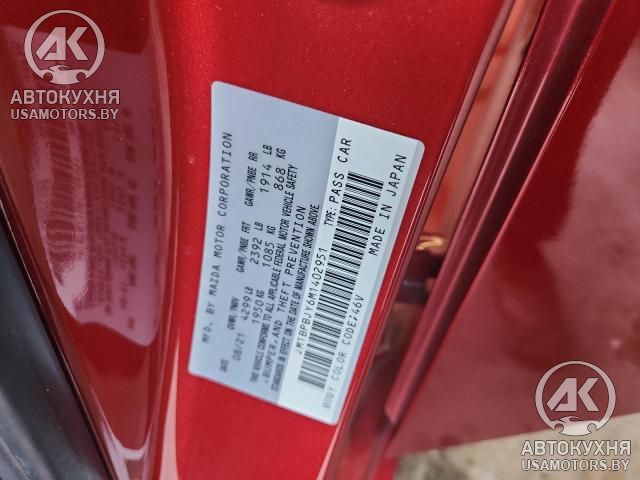 АК
АВТОКУХНЯ
USAMOTORS.BY
MFD. BY MAZDA MOTOR CORPORATION
DATE GVWR/PNBV GAWR/PNBE FRT GAWR/PNBE RR
08/21 4299 LB 2392 LB 1914 LB
1950 KG 1085 KG 868 KG
THIS VEHICLE CONFORMS TO ALL APPLICABLE FEDERAL MOTOR VEHICLE SAFETY
,BUMPER,AND THEFT PREVENTION
STANDARDS IN EFFECT ON THE DATE OF MANUFACTURE SHOWN ABOVE.
JM1BPBJY6M1402951 TYPE: PASS CAR
BODY COLOR CODE:46V MADE IN JAPAN
АК
АВТОКУХНЯ
USAMOTORS.BY